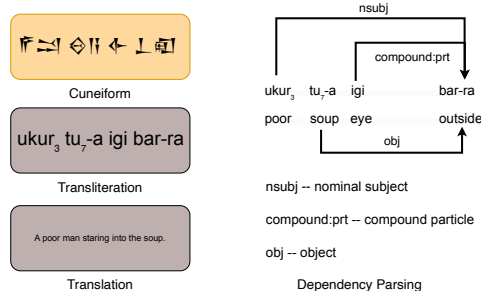 Cuneiform
ukur₃ tu₇-a igi bar-ra
Transliteration
A poor man staring into the soup.
Translation
nsubj
compound:prt
ukur₃ tu₇-a igi bar-ra
poor soup eye outside
obj
nsubj -- nominal subject
compound:prt -- compound particle
obj -- object
Dependency Parsing